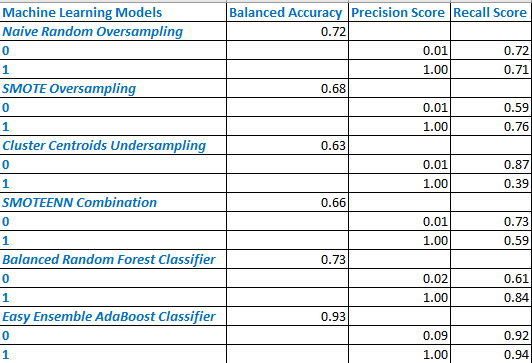 Machine Learning Models Balanced Accuracy Precision Score Recall Score
Naive Random Oversampling 0.72
0 0.01 0.72
1 1.00 0.71
SMOTE Oversampling 0.68
0 0.01 0.59
1 1.00 0.76
Cluster Centroids Undersampling 0.63
0 0.01 0.87
1 1.00 0.39
SMOTEENN Combination 0.66
0 0.01 0.73
1 1.00 0.59
Balanced Random Forest Classifier 0.73
0 0.02 0.61
1 1.00 0.84
Easy Ensemble AdaBoost Classifier 0.93
0 0.09 0.92
1 1.00 0.94